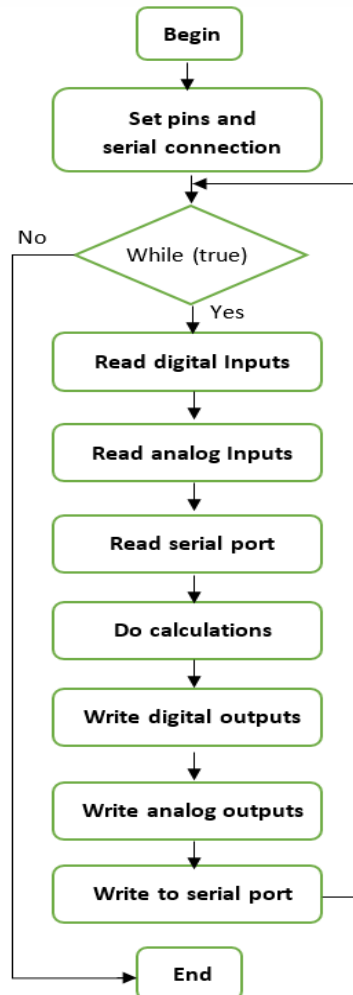 Begin
Set pins and
serial connection
No
While (true)
Yes
Read digital Inputs
Read analog Inputs
Read serial port
Do calculations
Write digital outputs
Write analog outputs
Write to serial port
End